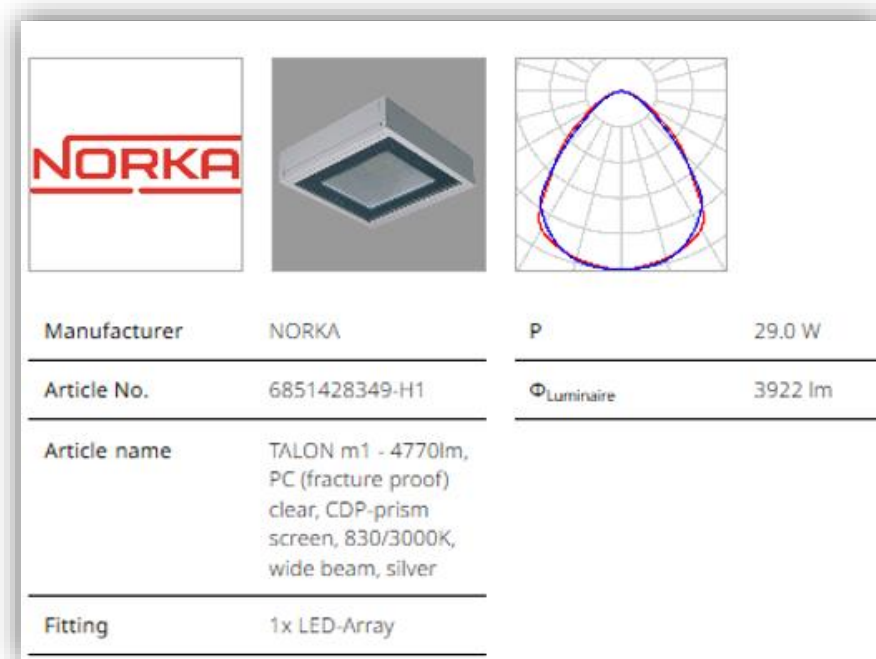 NORKA
Manufacturer NORKA
P 29.0 W
Article No. 6851428349-H1
ΦLuminaire 3922 lm
Article name TALON m1 - 4770lm,
PC (fracture proof)
clear, CDP-prism
screen, 830/3000K,
wide beam, silver
Fitting 1x LED-Array